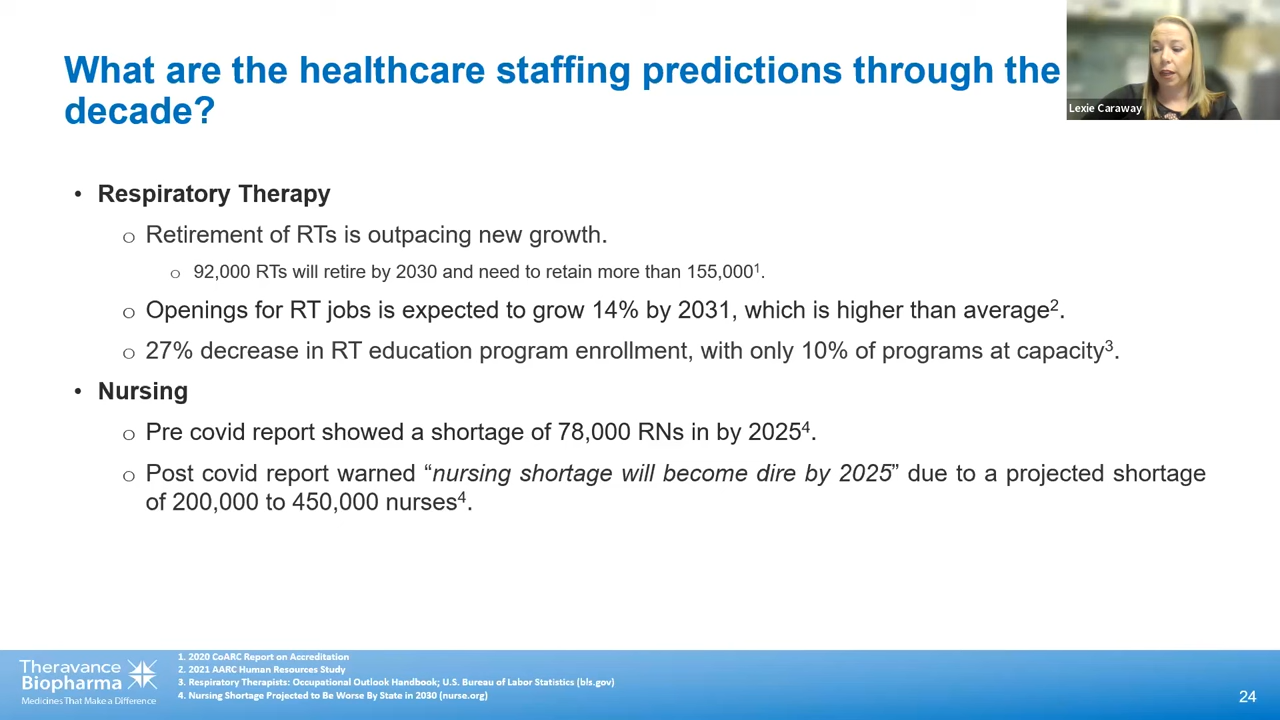 What are the healthcare staffing predictions through the
decade?
Lexie Caraway
• Respiratory Therapy
o Retirement of RTs is outpacing new growth.
o 92,000 RTs will retire by 2030 and need to retain more than 155,000¹.
o Openings for RT jobs is expected to grow 14% by 2031, which is higher than average².
o 27% decrease in RT education program enrollment, with only 10% of programs at capacity³.
• Nursing
o Pre covid report showed a shortage of 78,000 RNs in by 2025⁴.
o Post covid report warned “nursing shortage will become dire by 2025” due to a projected shortage
of 200,000 to 450,000 nurses⁴.
Theravance
Biopharma
Medicines That Make a Difference
1. 2020 CoARC Report on Accreditation
2. 2021 AARC Human Resources Study
3. Respiratory Therapists: Occupational Outlook Handbook; U.S. Bureau of Labor Statistics (bls.gov)
4. Nursing Shortage Projected to Be Worse By State in 2030 (nurse.org)
24